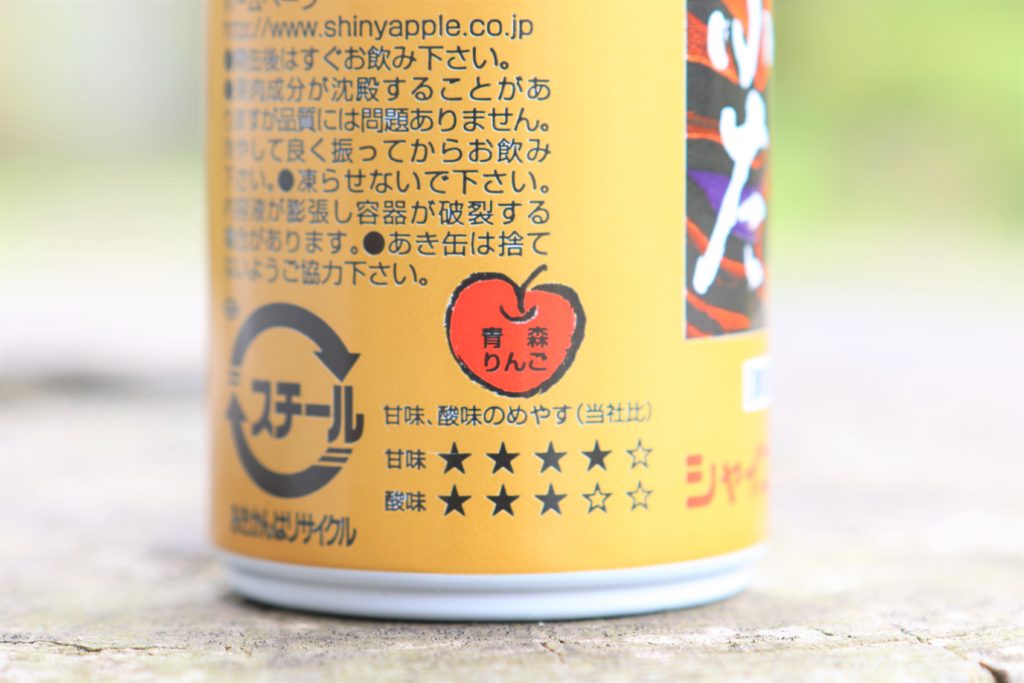 http://www.shinyapple.co.jp
●開缶後はすぐお飲み下さい。
●果肉成分が沈殿することがあ
りますが品質には問題ありません。
冷やして良く振ってからお飲み
下さい。●凍らせないで下さい。
内容液が膨張し容器が破裂する
場合があります。●あき缶は捨て
ないようご協力下さい。
青森
りんご
スチール
あきかんはリサイクル
甘味、酸味のめやす(当社比)
甘味 ★★★★☆
酸味 ★★★☆☆
シャイ